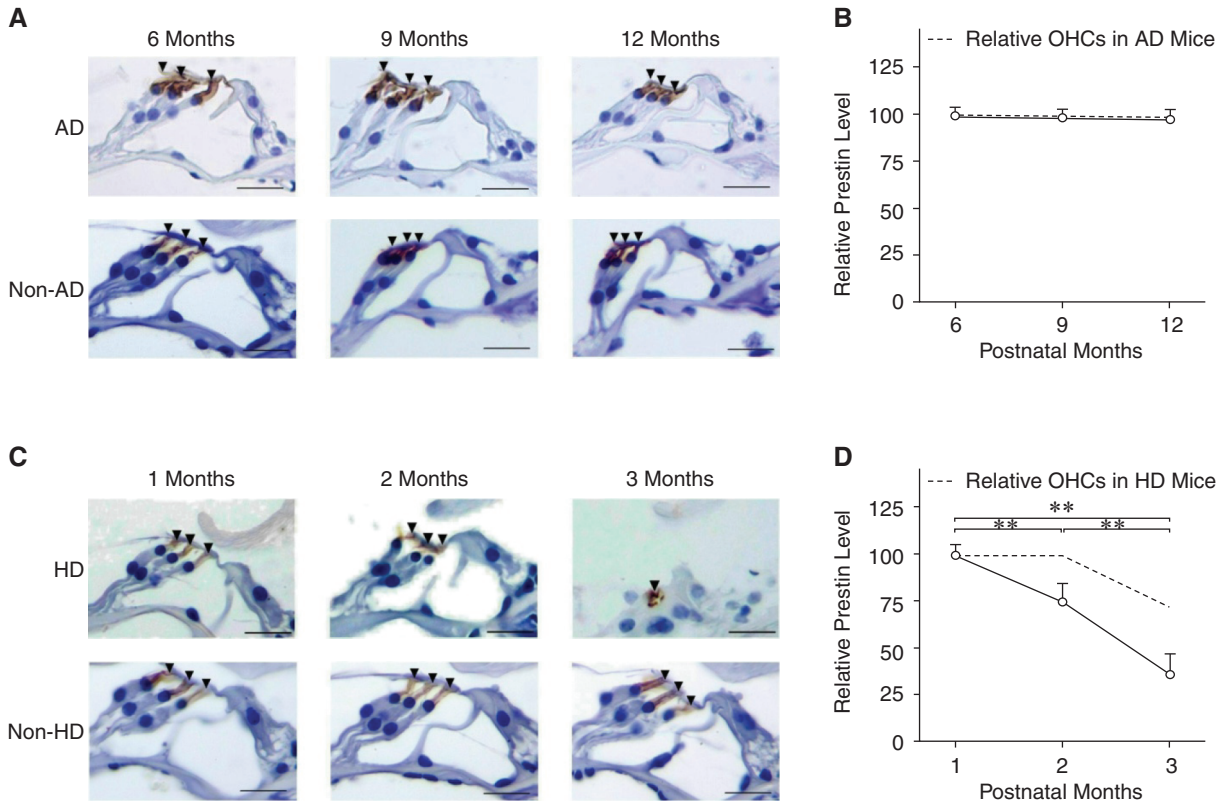 A
6 Months
9 Months
12 Months
AD
Non-AD
B
Relative OHCs in AD Mice
Relative Prestin Level
125
100
75
50
25
0
6
9
12
Postnatal Months
C
1 Months
2 Months
3 Months
HD
Non-HD
D
Relative OHCs in HD Mice
Relative Prestin Level
**
**
**
125
100
75
50
25
0
1
2
3
Postnatal Months